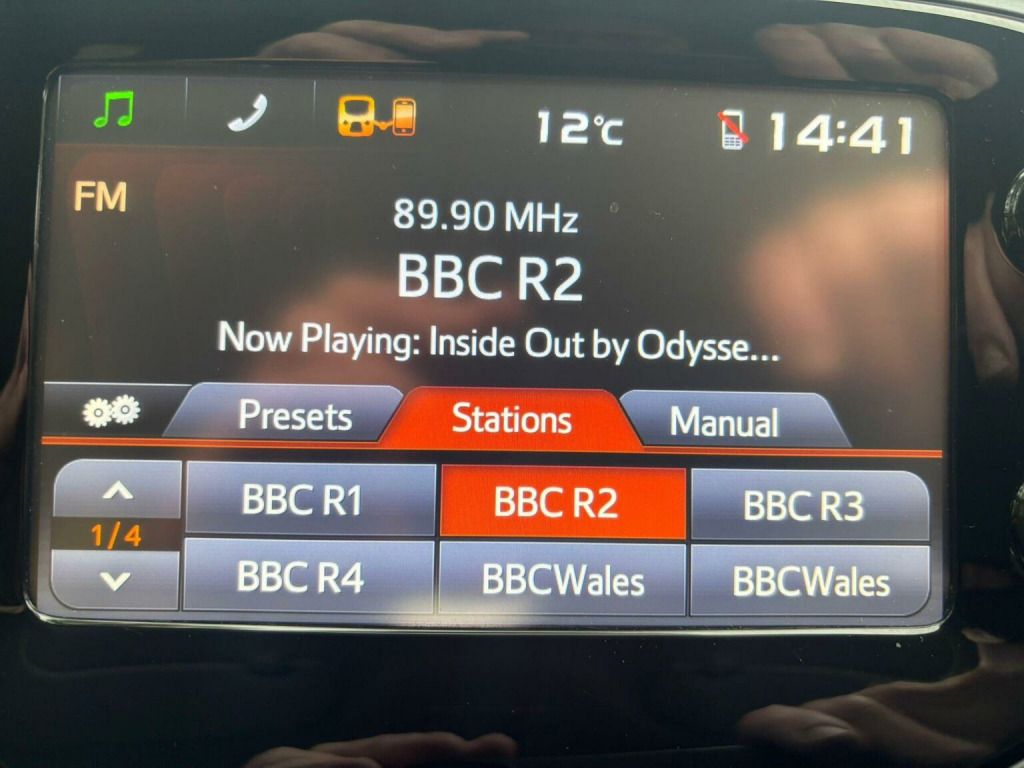 12°C
14:41
FM
89.90 MHz
BBC R2
Now Playing: Inside Out by Odysse...
Presets
Stations
Manual
BBC R1
BBC R2
BBC R3
1/4
BBC R4
BBCWales
BBCWales